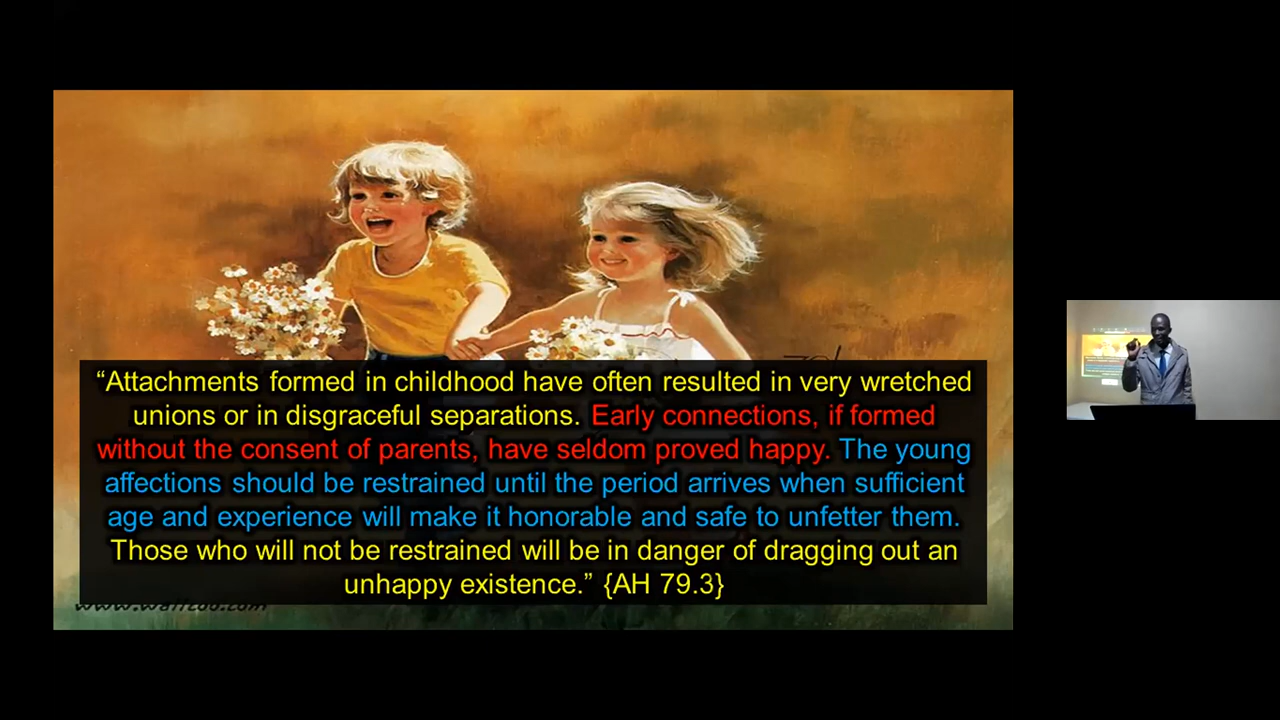 “Attachments formed in childhood have often resulted in very wretched
unions or in disgraceful separations. Early connections, if formed
without the consent of parents, have seldom proved happy. The young
affections should be restrained until the period arrives when sufficient
age and experience will make it honorable and safe to unfetter them.
Those who will not be restrained will be in danger of dragging out an
unhappy existence.” {AH 79.3}